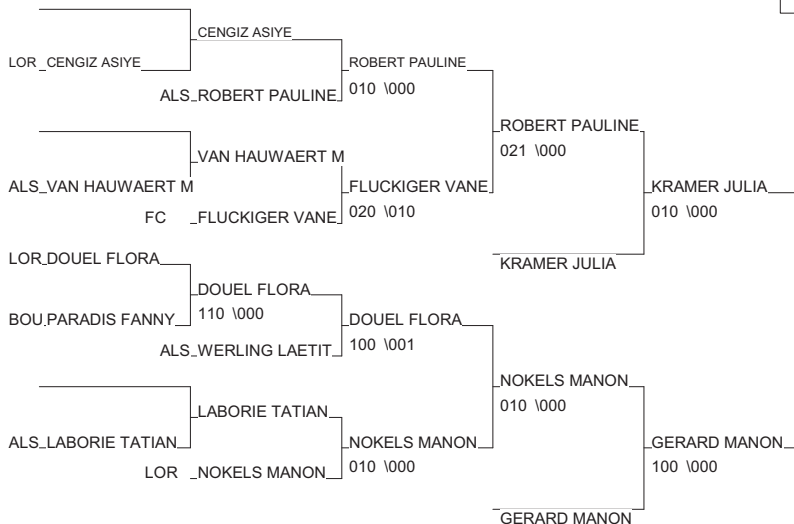 CENGIZ ASIYE
LOR CENGIZ ASIYE
ROBERT PAULINE
ALS ROBERT PAULINE
010 \000
ROBERT PAULINE
021 \000
VAN HAUWAERT M
ALS VAN HAUWAERT M
FLUCKIGER VANE
KRAMER JULIA
FC FLUCKIGER VANE
020 \010
010 \000
LOR DOUEL FLORA
KRAMER JULIA
DOUEL FLORA
BOU PARADIS FANNY
110 \000
DOUEL FLORA
ALS WERLING LAETIT
100 \001
NOKELS MANON
010 \000
LABORIE TATIAN
ALS LABORIE TATIAN
NOKELS MANON
GERARD MANON
LOR NOKELS MANON
010 \000
100 \000
GERARD MANON